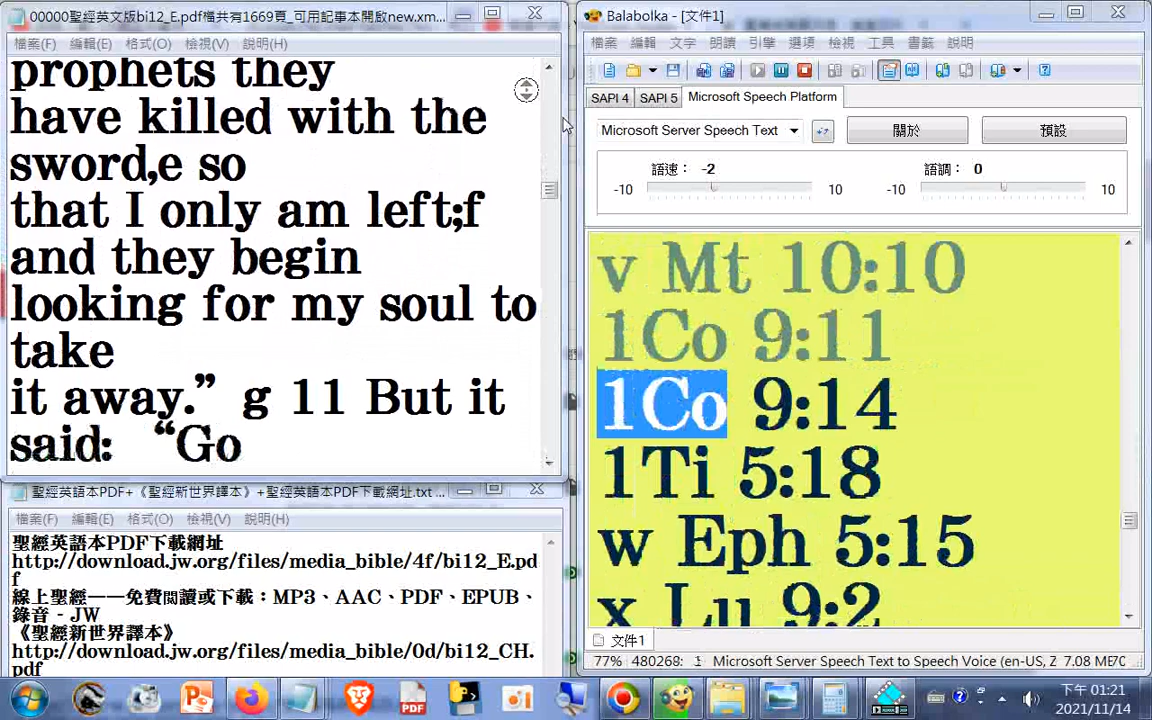 00000聖經英文版bi12_E.pdf檔共有1669頁_可用記事本開啟new.xm...
檔案(F) 編輯(E) 格式(O) 檢視(V) 說明(H)
prophets they
have killed with the
sword,e so
that I only am left;f
and they begin
looking for my soul to
take
it away.” g 11 But it
said: “Go
聖經英語本PDF+《聖經新世界譯本》+聖經英語本PDF下載網址.txt ...
檔案(F) 編輯(E) 格式(O) 檢視(V) 說明(H)
聖經英語本PDF下載網址
http://download.jw.org/files/media_bible/4f/bi12_E.pd
f
線上聖經——免費閱讀或下載：MP3、AAC、PDF、EPUB、
錄音 - JW
《聖經新世界譯本》
http://download.jw.org/files/media_bible/0d/bi12_CH.
pdf
Balabolka - [文件1]
檔案 編輯 文字 朗讀 引擎 選項 檢視 工具 書籤 說明
SAPI 4 SAPI 5 Microsoft Speech Platform
Microsoft Server Speech Text 關於 預設
語速： -2 語調： 0
-10 10 -10 10
v Mt 10:10
1Co 9:11
1Co 9:14
1Ti 5:18
w Eph 5:15
x Lu 9:2
文件1
77% 480268: 1 Microsoft Server Speech Text to Speech Voice (en-US, Z 7.08 ME
PDF
下午 01:21
2021/11/14